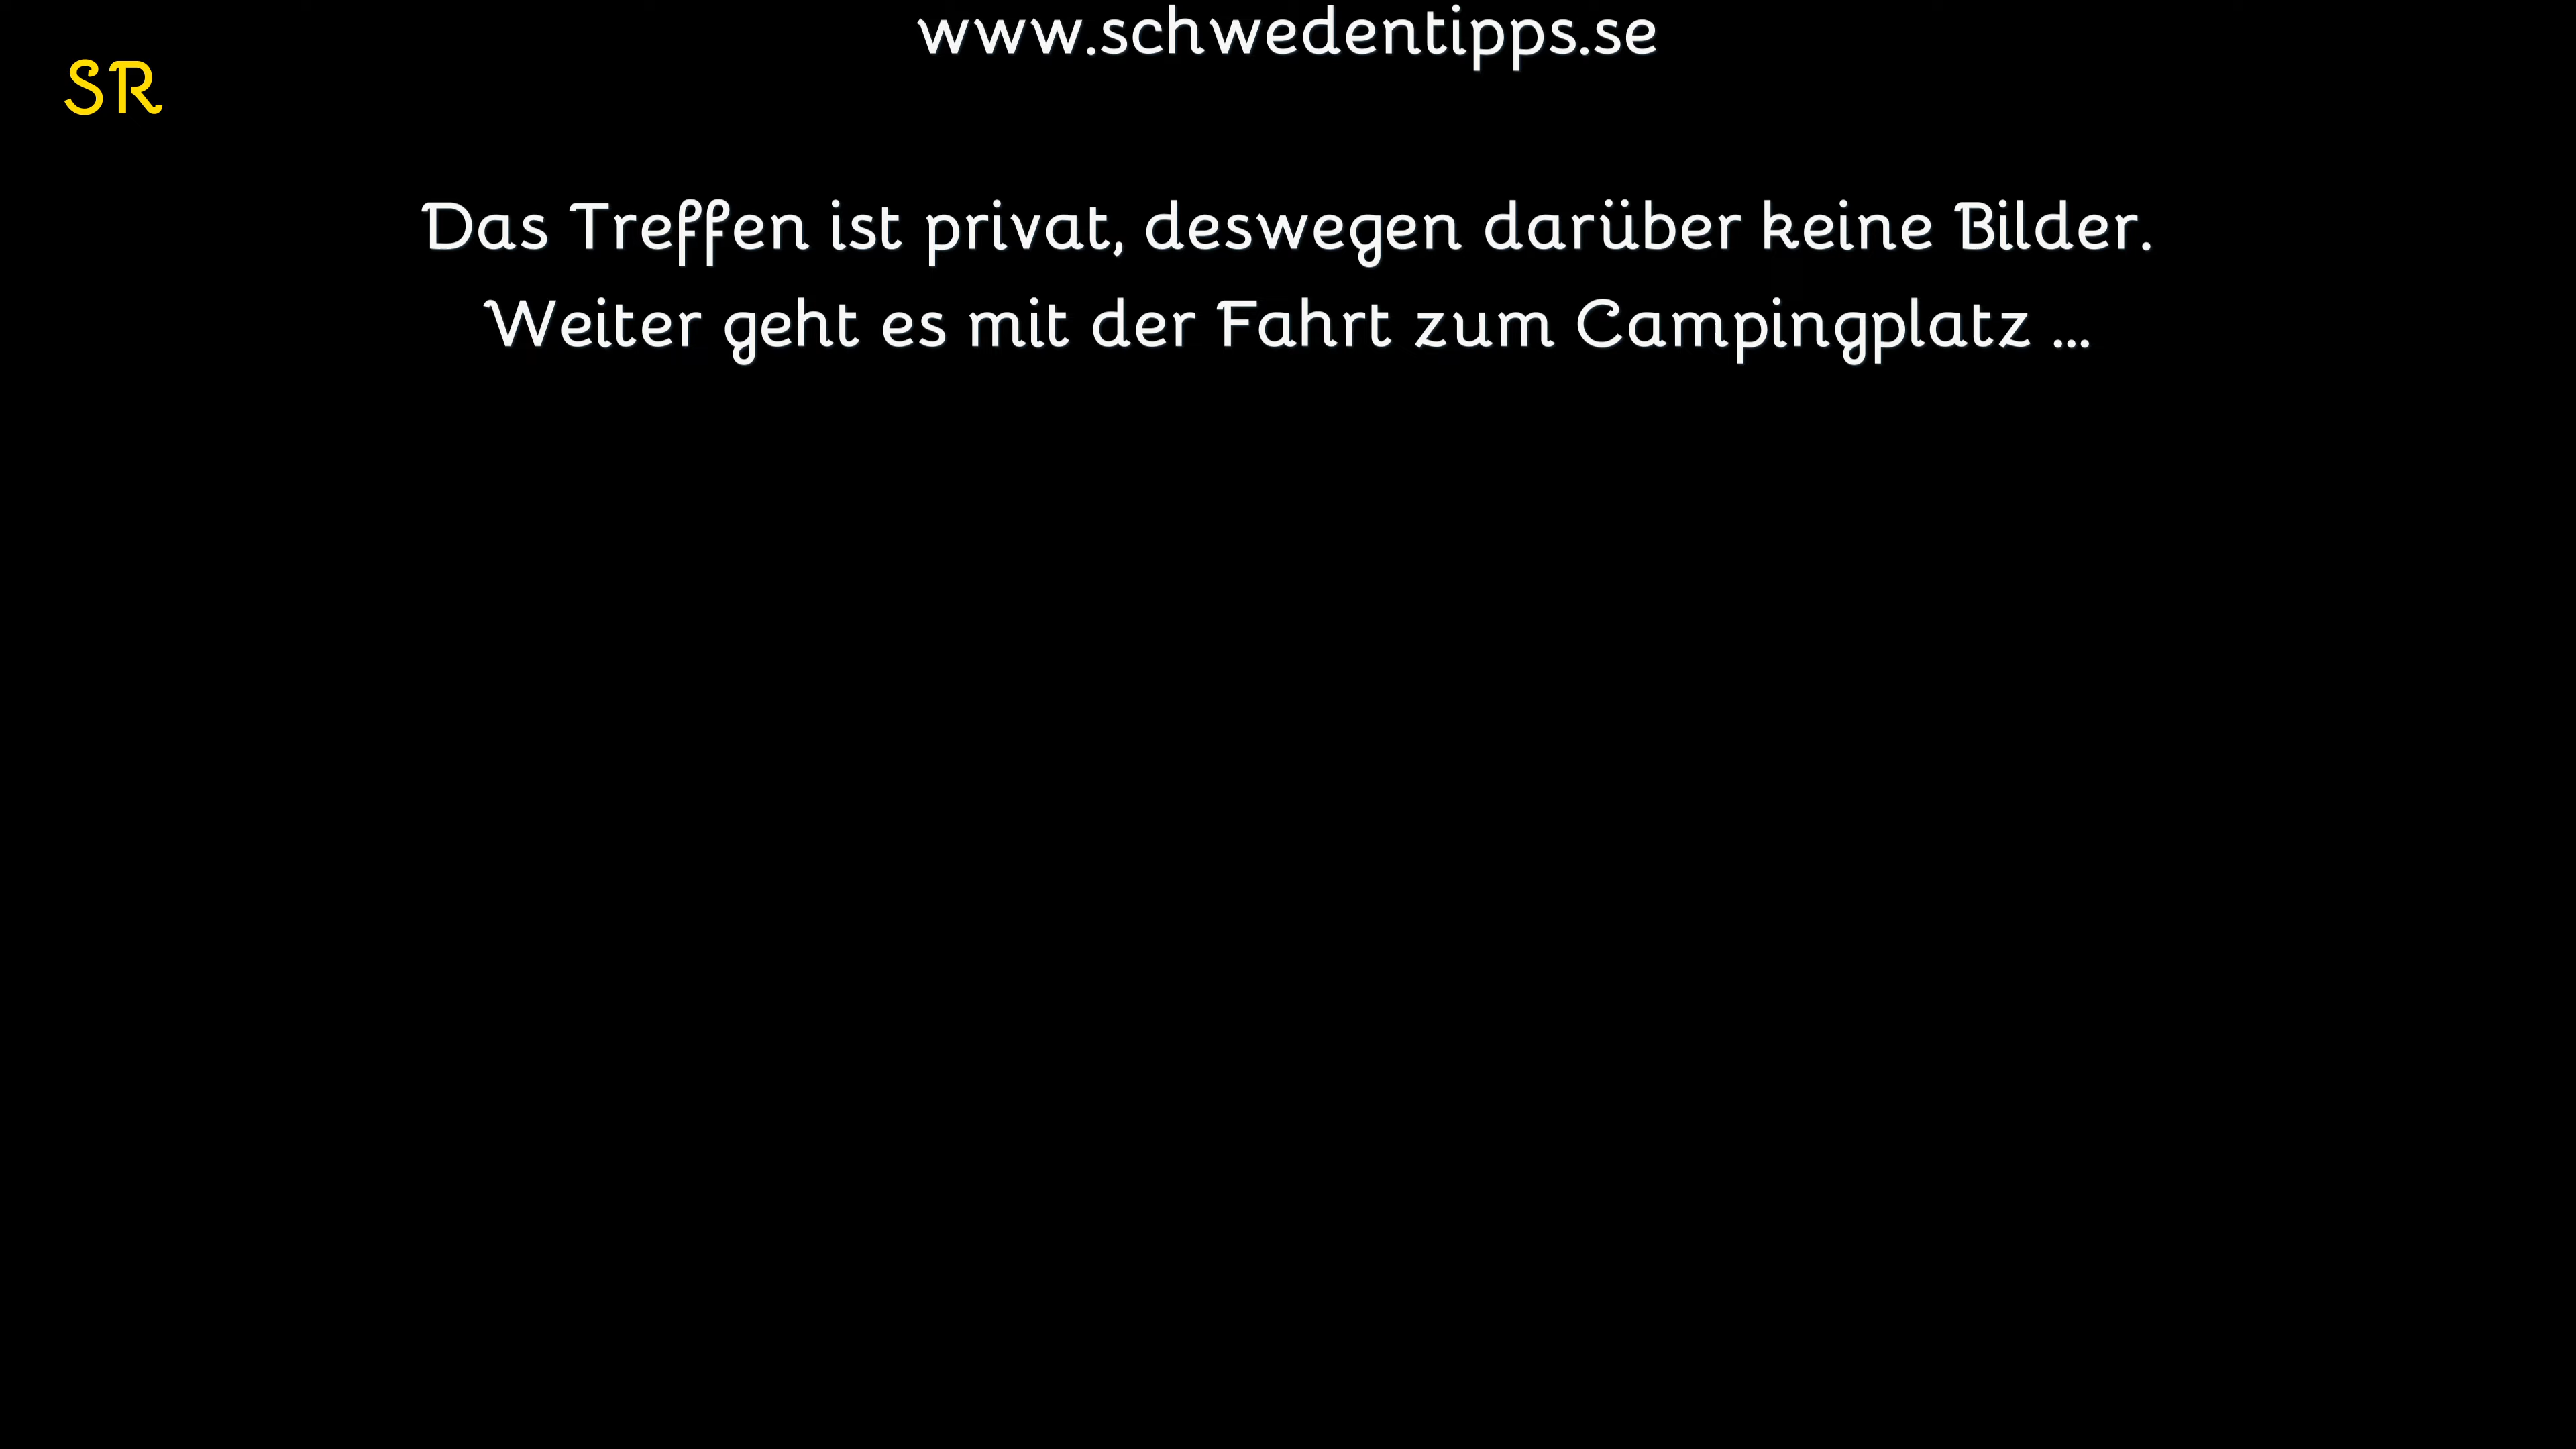 www.schwedentipps.se
SR
Das Treffen ist privat, deswegen darüber keine Bilder.
Weiter geht es mit der Fahrt zum Campingplatz ...